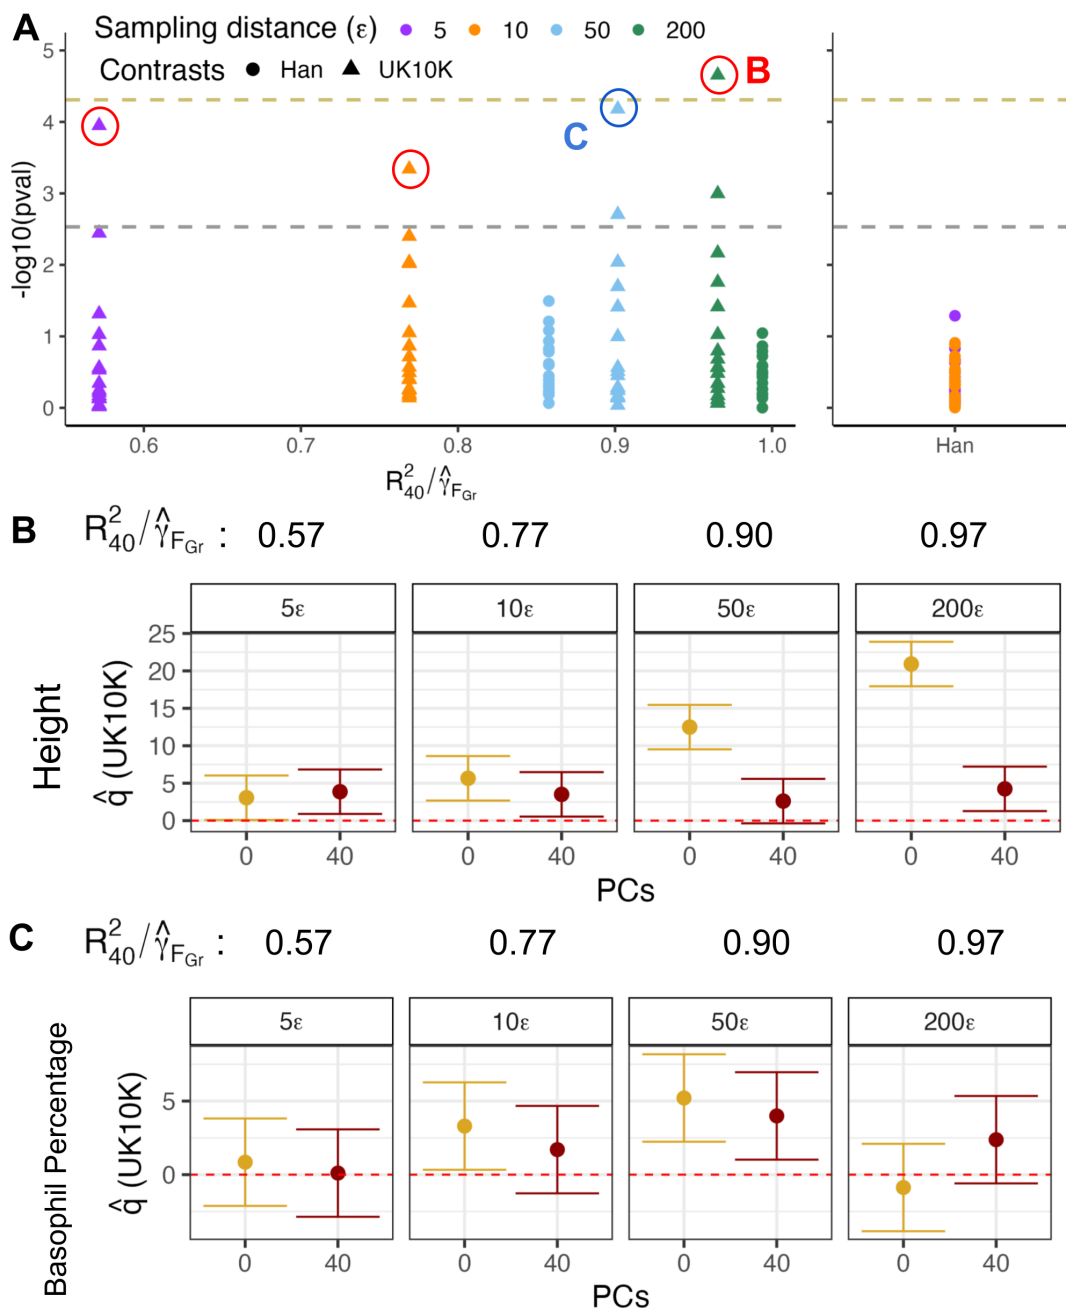 A
Sampling distance (ε) 5 10 50 200
Contrasts Han UK10K
B
C
-log10(pval)
5
4
3
2
1
0
0.6 0.7 0.8 0.9 1.0
Han
R²₄₀/γ̂_F_Gr
B
R²₄₀/γ̂_F_Gr : 0.57 0.77 0.90 0.97
5ε 10ε 50ε 200ε
Height
q̂ (UK10K)
25
20
15
10
5
0
0 40 0 40 0 40 0 40
PCs
C
R²₄₀/γ̂_F_Gr : 0.57 0.77 0.90 0.97
5ε 10ε 50ε 200ε
Basophil Percentage
q̂ (UK10K)
5
0
0 40 0 40 0 40 0 40
PCs